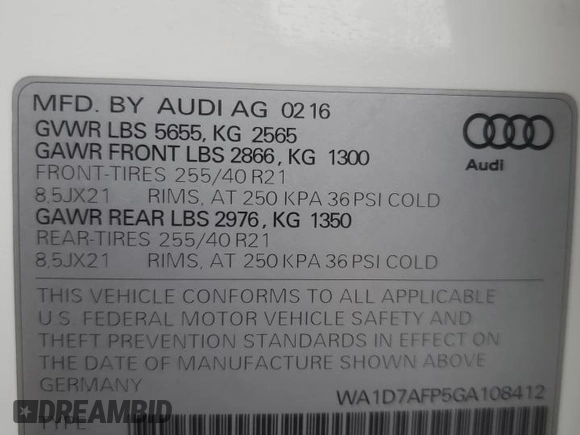 MFD. BY AUDI AG 02 16
GVWR LBS 5655, KG 2565
GAWR FRONT LBS 2866, KG 1300
FRONT-TIRES 255/40 R21
8,5JX21 RIMS, AT 250 KPA 36 PSI COLD
GAWR REAR LBS 2976, KG 1350
REAR-TIRES 255/40 R21
8,5JX21 RIMS, AT 250 KPA 36 PSI COLD
Audi
THIS VEHICLE CONFORMS TO ALL APPLICABLE
U.S. FEDERAL MOTOR VEHICLE SAFETY AND
THEFT PREVENTION STANDARDS IN EFFECT ON
THE DATE OF MANUFACTURE SHOWN ABOVE
GERMANY WA1D7AFP5GA108412
TYPE
DREAMBID